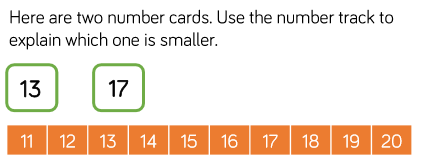 Here are two number cards. Use the number track to
explain which one is smaller.
13 17
11 12 13 14 15 16 17 18 19 20